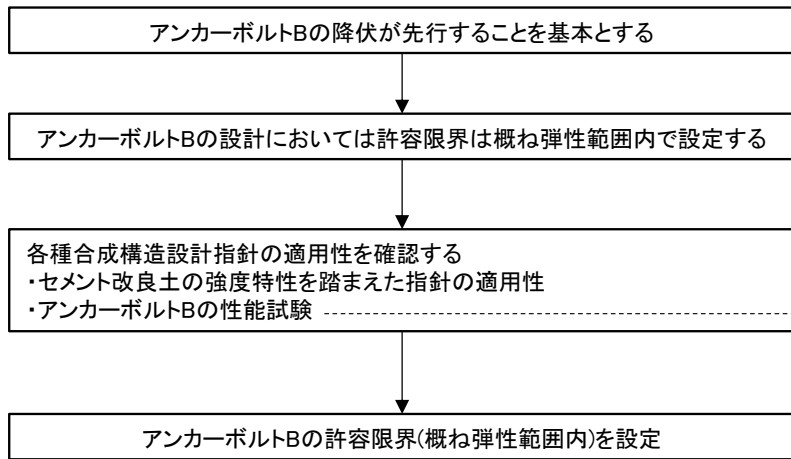 アンカーボルトBの降伏が先行することを基本とする
アンカーボルトBの設計においては許容限界は概ね弾性範囲内で設定する
各種合成構造設計指針の適用性を確認する
・セメント改良土の強度特性を踏まえた指針の適用性
・アンカーボルトBの性能試験
アンカーボルトBの許容限界(概ね弾性範囲内)を設定